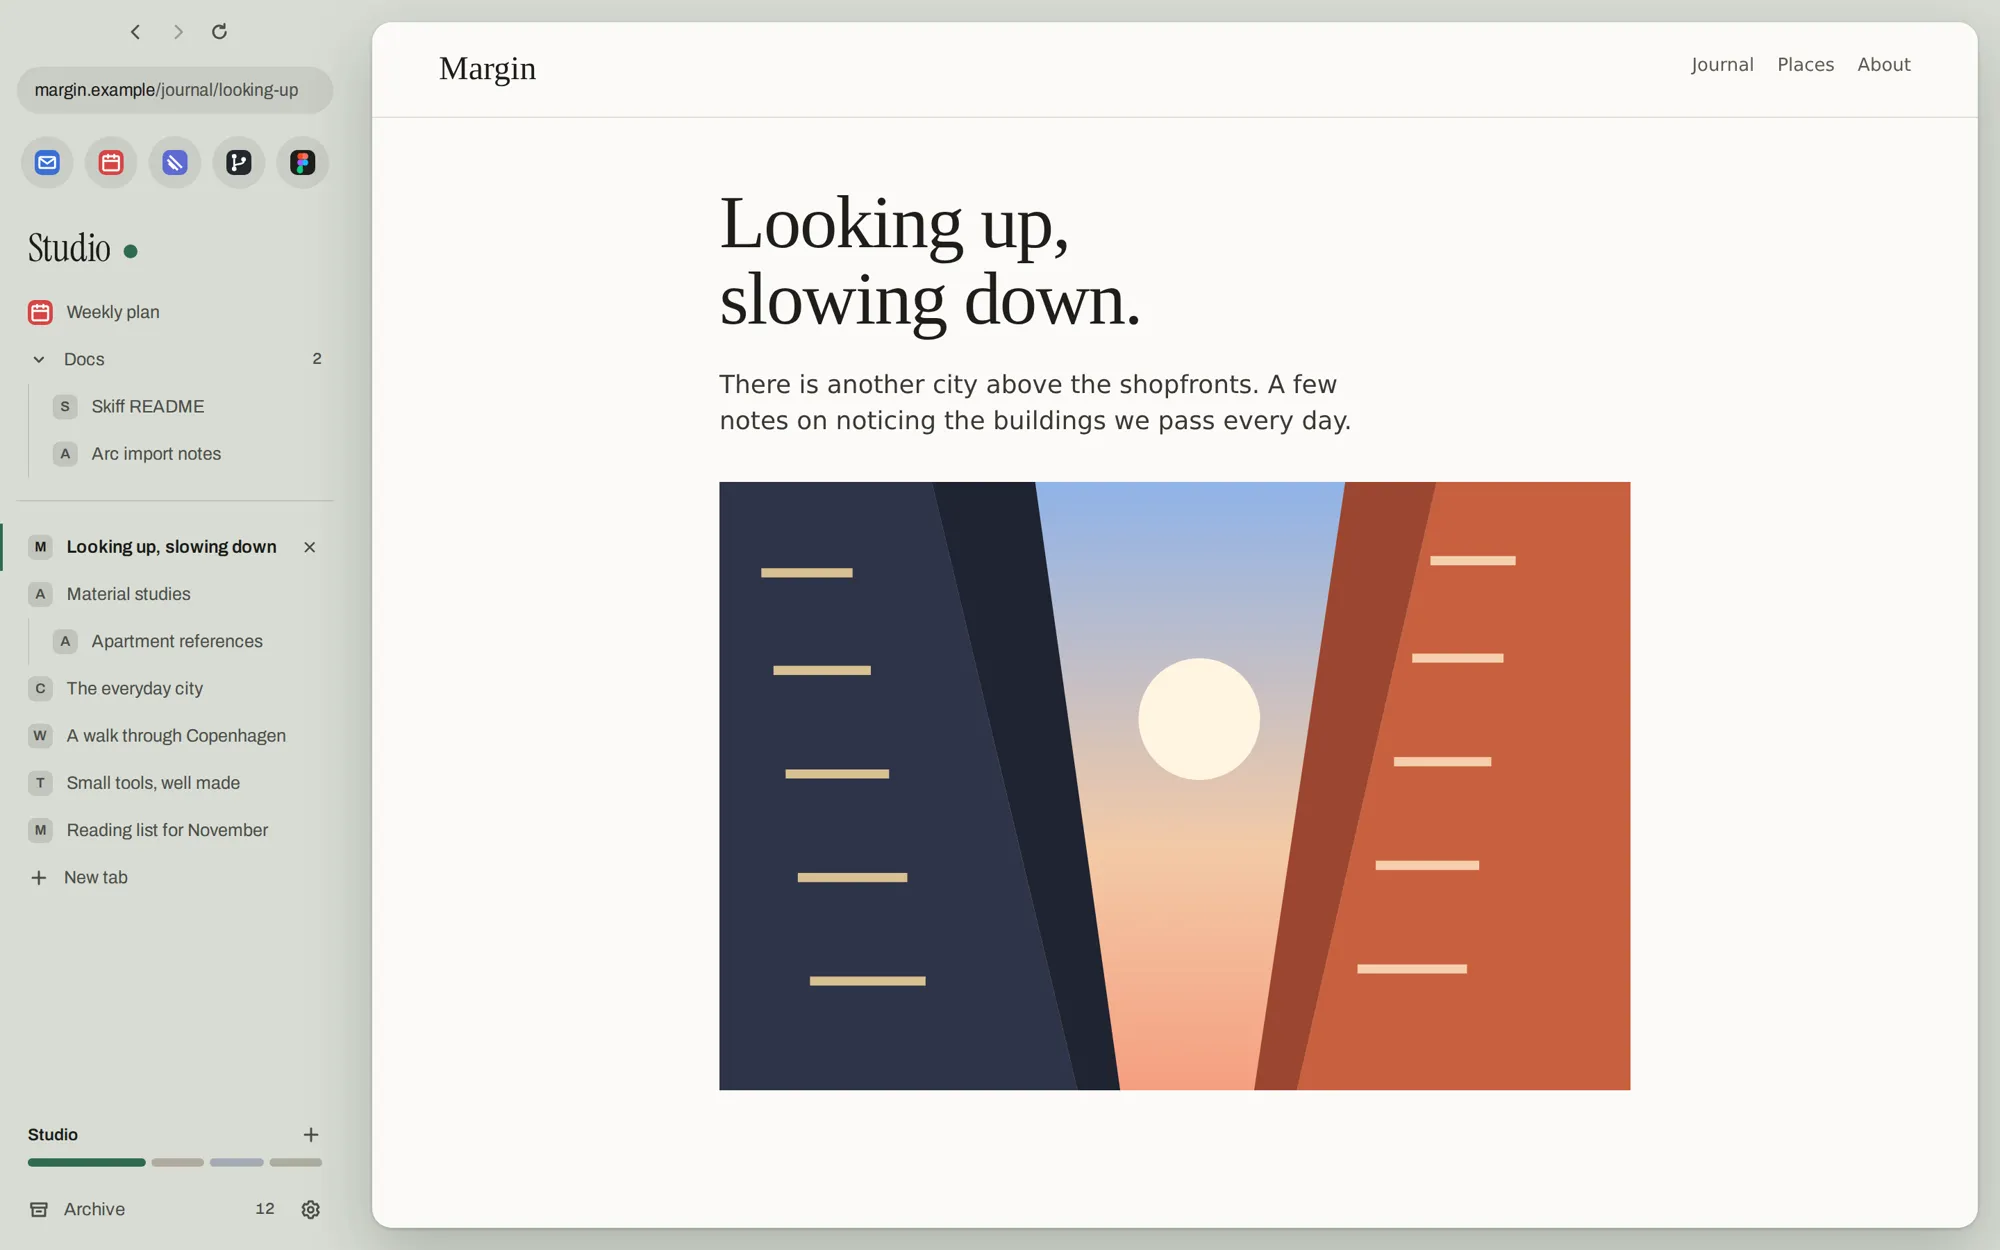 margin.example/journal/looking-up
Studio
Weekly plan
Docs 2
S Skiff README
A Arc import notes
M Looking up, slowing down
A Material studies
A Apartment references
C The everyday city
W A walk through Copenhagen
T Small tools, well made
M Reading list for November
New tab
Studio
Archive 12
Margin
Journal Places About
Looking up,
slowing down.
There is another city above the shopfronts. A few
notes on noticing the buildings we pass every day.